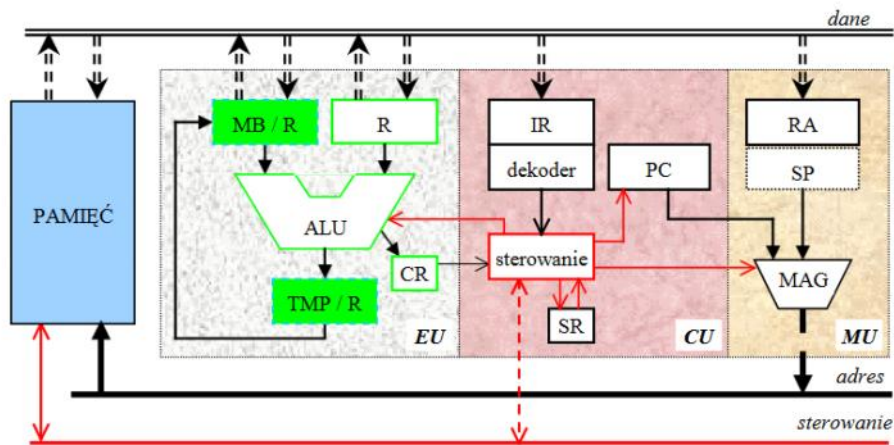 dane
MB / R
R
IR
RA
dekoder
PC
SP
PAMIĘĆ
ALU
sterowanie
CR
MAG
TMP / R
SR
EU
CU
MU
adres
sterowanie